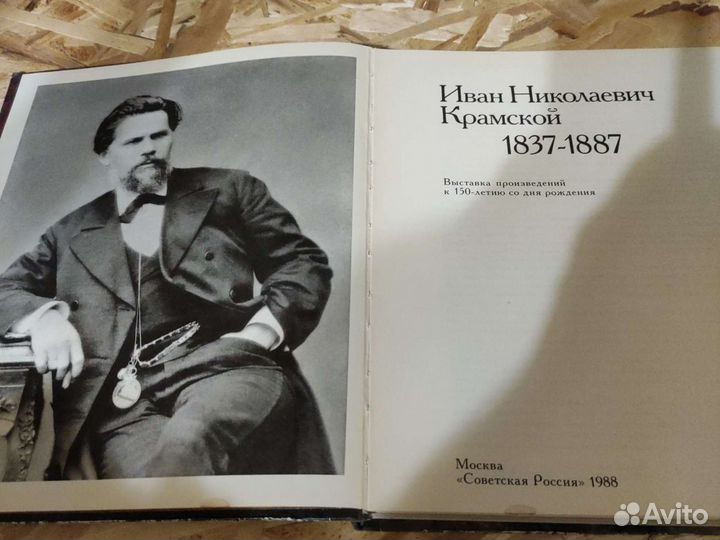 Иван Николаевич
Крамской
1837-1887
Выставка произведений
к 150-летию со дня рождения
Москва
«Советская Россия» 1988
Avito